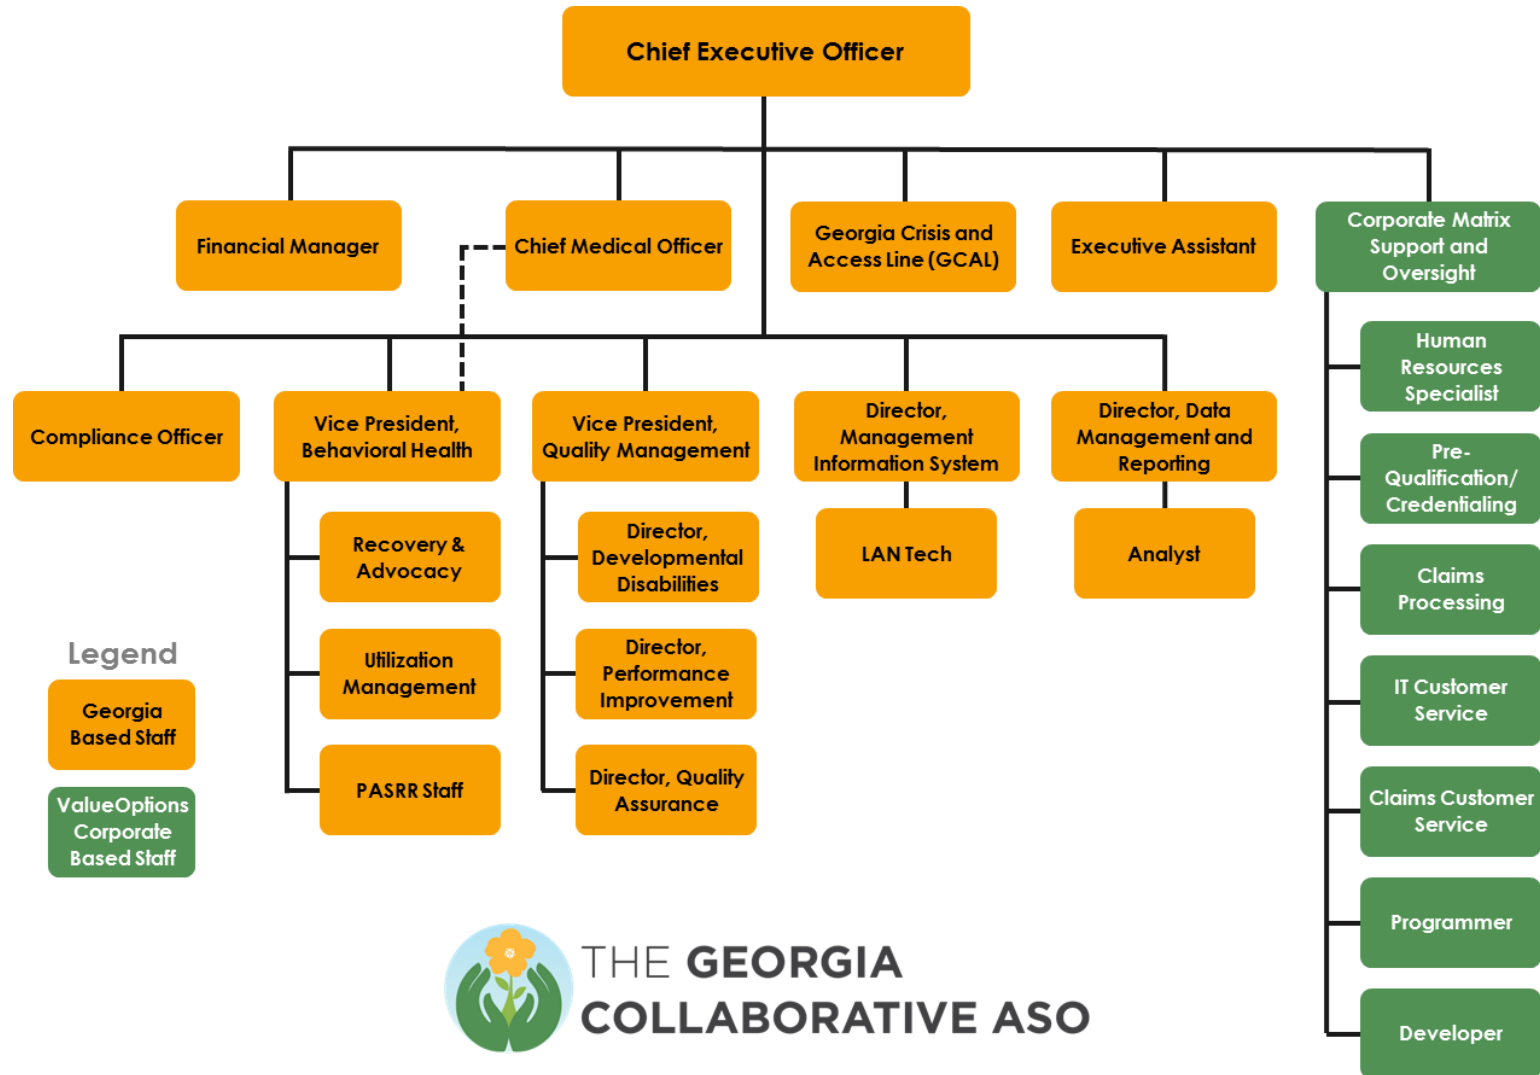 Chief Executive Officer
Financial Manager
Chief Medical Officer
Georgia Crisis and
Access Line (GCAL)
Executive Assistant
Corporate Matrix
Support and
Oversight
Compliance Officer
Vice President,
Behavioral Health
Vice President,
Quality Management
Director,
Management
Information System
Director, Data
Management and
Reporting
Recovery &
Advocacy
Utilization
Management
PASRR Staff
Director,
Developmental
Disabilities
Director,
Performance
Improvement
Director, Quality
Assurance
LAN Tech
Analyst
Human
Resources
Specialist
Pre-
Qualification/
Credentialing
Claims
Processing
IT Customer
Service
Claims Customer
Service
Programmer
Developer
Legend
Georgia
Based Staff
ValueOptions
Corporate
Based Staff
THE GEORGIA
COLLABORATIVE ASO